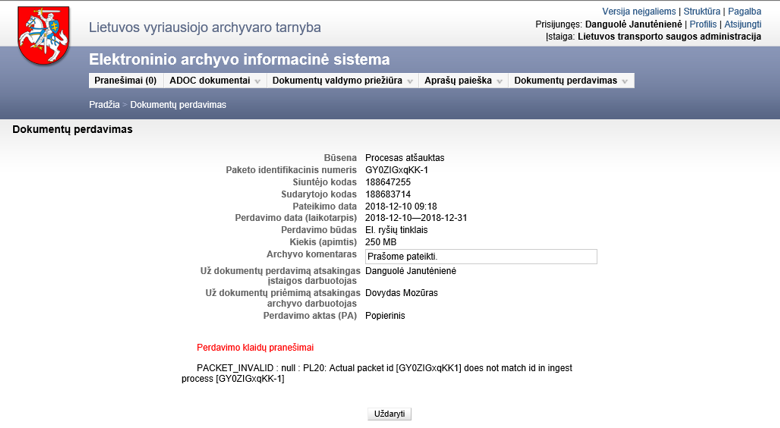 Versija neįgaliems | Struktūra | Pagalba
Lietuvos vyriausiojo archyvaro tarnyba
Prisijungęs: Danguolė Janutėnienė | Profilis | Atsijungti
Įstaiga: Lietuvos transporto saugos administracija
Elektroninio archyvo informacinė sistema
Pranešimai (0) ADOC dokumentai Dokumentų valdymo priežiūra Aprašų paieška Dokumentų perdavimas
Pradžia > Dokumentų perdavimas
Dokumentų perdavimas
Būsena Procesas atšauktas
Paketo identifikacinis numeris GY0ZIGxqKK-1
Siuntėjo kodas 188647255
Sudarytojo kodas 188683714
Pateikimo data 2018-12-10 09:18
Perdavimo data (laikotarpis) 2018-12-10—2018-12-31
Perdavimo būdas El. ryšių tinklais
Kiekis (apimtis) 250 MB
Archyvo komentaras Prašome pateikti.
Už dokumentų perdavimą atsakingas Danguolė Janutėnienė
įstaigos darbuotojas
Už dokumentų priėmimą atsakingas Dovydas Mozūras
archyvo darbuotojas
Perdavimo aktas (PA) Popierinis
Perdavimo klaidų pranešimai
PACKET_INVALID : null : PL20: Actual packet id [GY0ZIGxqKK1] does not match id in ingest
process [GY0ZIGxqKK-1]
Uždaryti